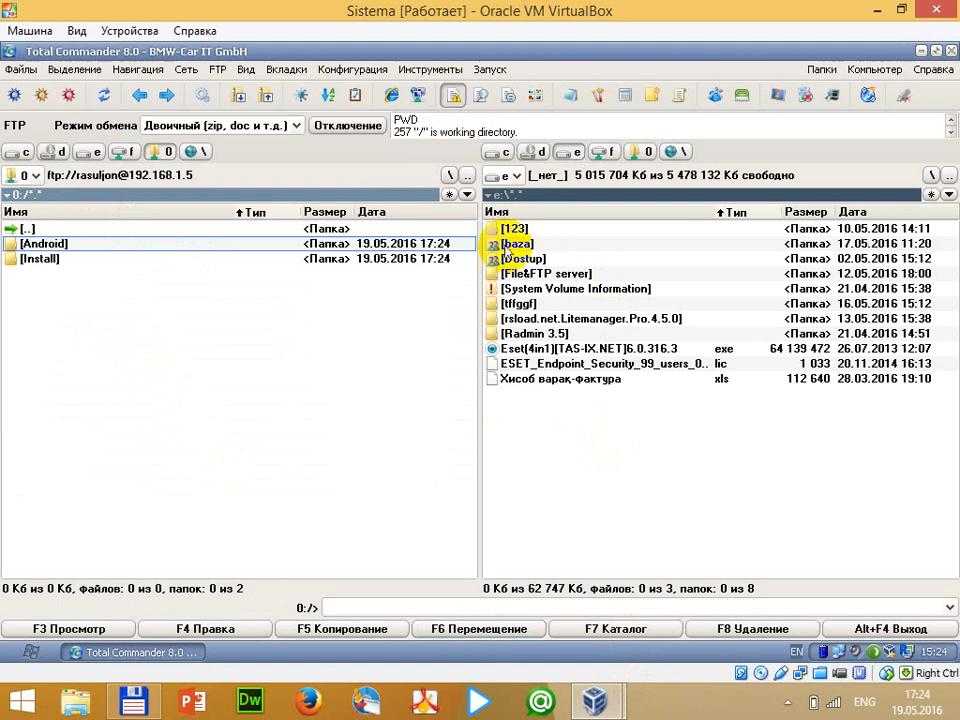 Sistema [Работает] - Oracle VM VirtualBox
Машина Вид Устройства Справка
Total Commander 8.0 - BMW-Car IT GmbH
Файлы Выделение Навигация Сеть FTP Вид Вкладки Конфигурация Инструменты Запуск Папки Компьютер Справка
FTP Режим обмена Двоичный (zip, doc и т.д.) Отключение
PWD
257 "/" is working directory.
c d e f 0 \ c d e f 0 \
0 ftp://rasuljon@192.168.1.5 \ .. e [_нет_] 5 015 704 Кб из 5 478 132 Кб свободно \ ..
0:/*.* e:\*.* *
Имя Тип Размер Дата Имя Тип Размер Дата
[..] <Папка> [123] <Папка> 10.05.2016 14:11
[Android] <Папка> 19.05.2016 17:24 [baza] <Папка> 17.05.2016 11:20
[Install] <Папка> 19.05.2016 17:24 [Dostup] <Папка> 02.05.2016 15:12
[File&FTP server] <Папка> 12.05.2016 18:00
[System Volume Information] <Папка> 21.04.2016 15:38
[tffggf] <Папка> 16.05.2016 15:12
[rsload.net.Litemanager.Pro.4.5.0] <Папка> 13.05.2016 15:38
[Radmin 3.5] <Папка> 21.04.2016 14:51
Eset[4in1][TAS-IX.NET]6.0.316.3 exe 64 139 472 26.07.2013 12:07
ESET_Endpoint_Security_99_users_0.. lic 1 033 20.11.2014 16:13
Хисоб варақ-фактура xls 112 640 28.03.2016 19:10
0 Кб из 0 Кб, файлов: 0 из 0, папок: 0 из 2 0 Кб из 62 747 Кб, файлов: 0 из 3, папок: 0 из 8
0:/>
F3 Просмотр F4 Правка F5 Копирование F6 Перемещение F7 Каталог F8 Удаление Alt+F4 Выход
Total Commander 8.0 ... EN 15:24
Right Ctrl
P Dw ENG 17:24
19.05.2016